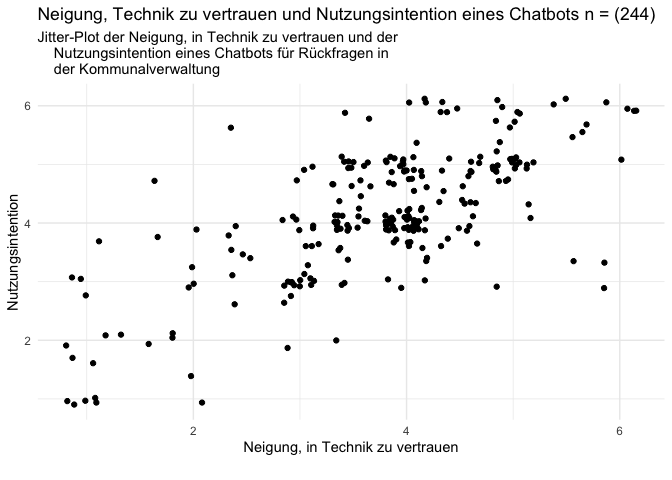 Neigung, Technik zu vertrauen und Nutzungsintention eines Chatbots n = (244)
Jitter-Plot der Neigung, in Technik zu vertrauen und der
Nutzungsintention eines Chatbots für Rückfragen in
der Kommunalverwaltung
6
4
2
Nutzungsintention
2
4
6
Neigung, in Technik zu vertrauen